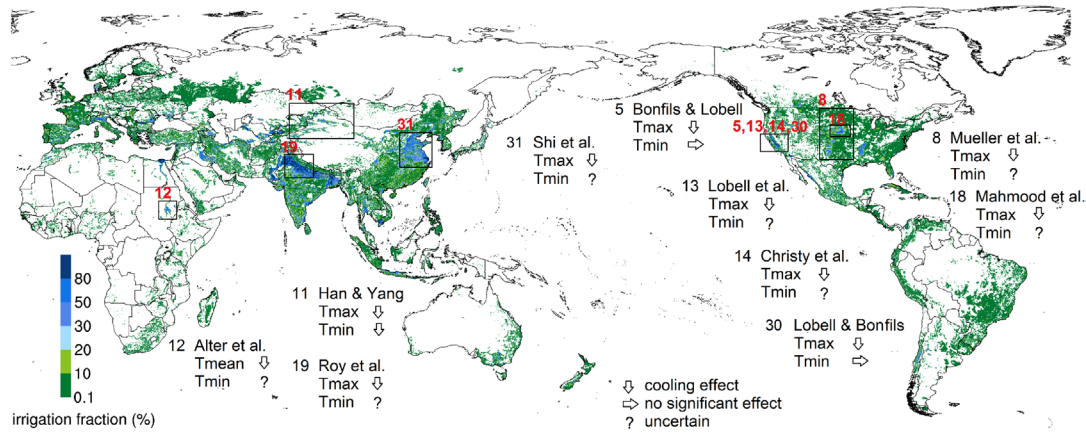 11
31
19
12
5,13,14,30
8
18
5 Bonfils & Lobell
Tmax ⇩
Tmin ⇨
31 Shi et al.
Tmax ⇩
Tmin ?
8 Mueller et al.
Tmax ⇩
Tmin ?
13 Lobell et al.
Tmax ⇩
Tmin ?
18 Mahmood et al.
Tmax ⇩
Tmin ?
14 Christy et al.
Tmax ⇩
Tmin ?
11 Han & Yang
Tmax ⇩
Tmin ⇩
30 Lobell & Bonfils
Tmax ⇩
Tmin ⇨
12 Alter et al.
Tmean ⇩
Tmin ?
19 Roy et al.
Tmax ⇩
Tmin ?
80
50
30
20
10
0.1
irrigation fraction (%)
⇩ cooling effect
⇨ no significant effect
? uncertain